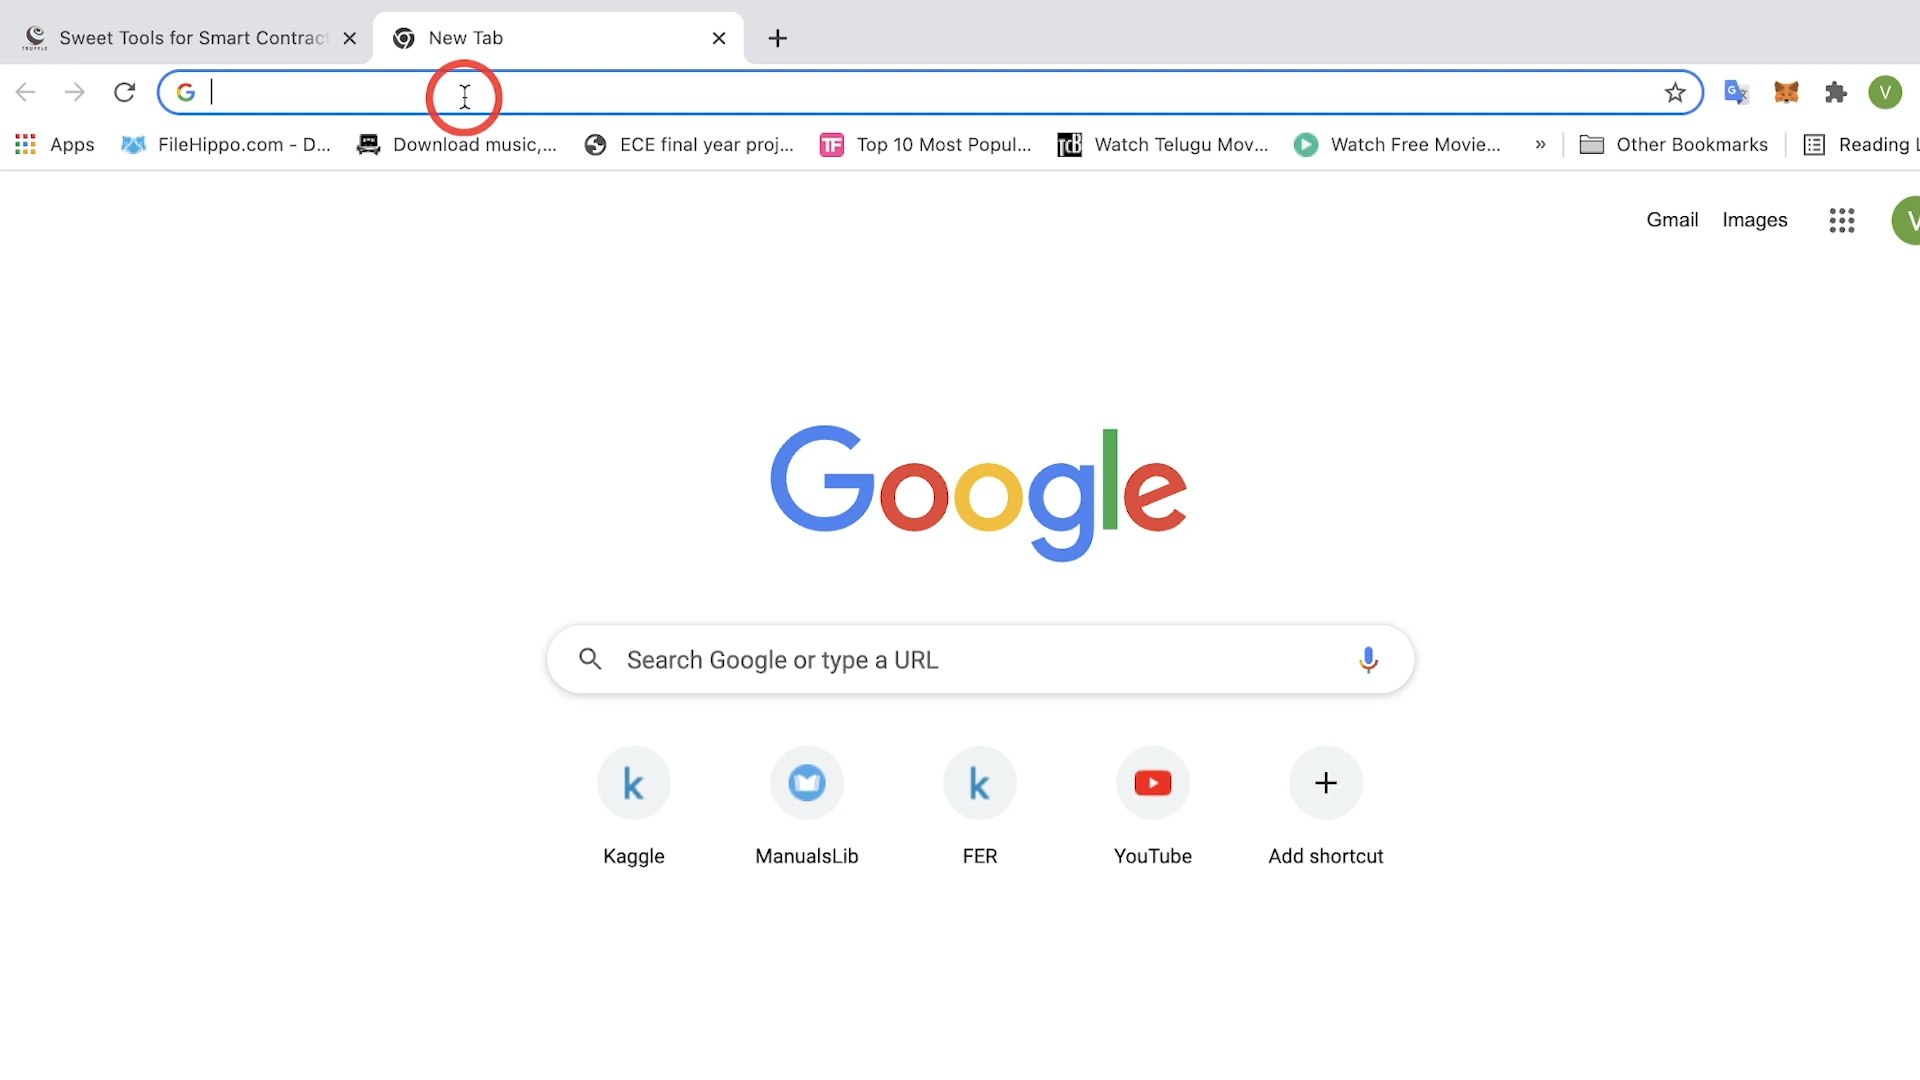 Sweet Tools for Smart Contract
New Tab
Apps
FileHippo.com - D...
Download music,...
ECE final year proj...
TF Top 10 Most Popul...
TCB Watch Telugu Mov...
Watch Free Movie...
»
Other Bookmarks
Reading L
V
Gmail
Images
V
Google
Search Google or type a URL
k
k
Kaggle
ManualsLib
FER
YouTube
Add shortcut